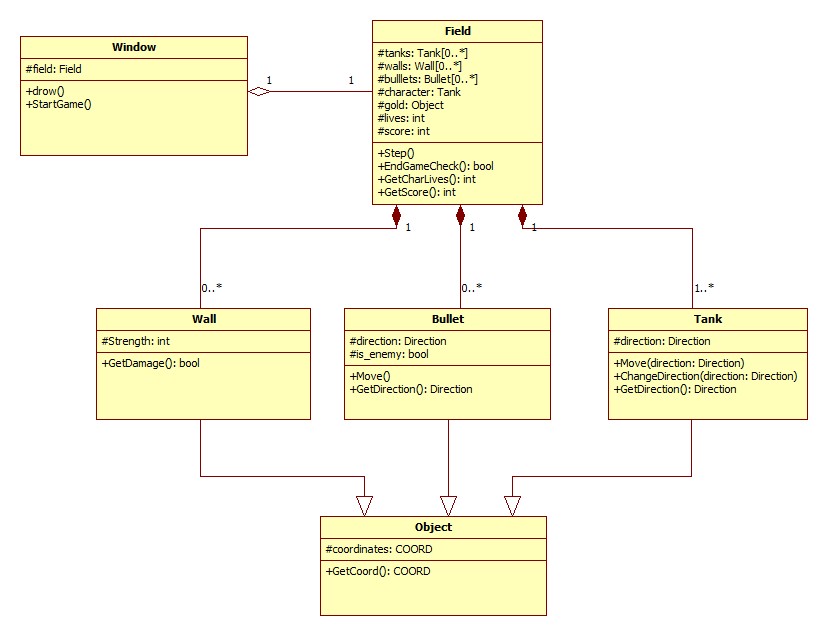 Window
#field: Field
+drow()
+StartGame()
1
1
Field
#tanks: Tank[0..*]
#walls: Wall[0..*]
#bulllets: Bullet[0..*]
#character: Tank
#gold: Object
#lives: int
#score: int
+Step()
+EndGameCheck(): bool
+GetCharLives(): int
+GetScore(): int
1
1
1
0..*
0..*
1..*
Wall
#Strength: int
+GetDamage(): bool
Bullet
#direction: Direction
#is_enemy: bool
+Move()
+GetDirection(): Direction
Tank
#direction: Direction
+Move(direction: Direction)
+ChangeDirection(direction: Direction)
+GetDirection(): Direction
Object
#coordinates: COORD
+GetCoord(): COORD